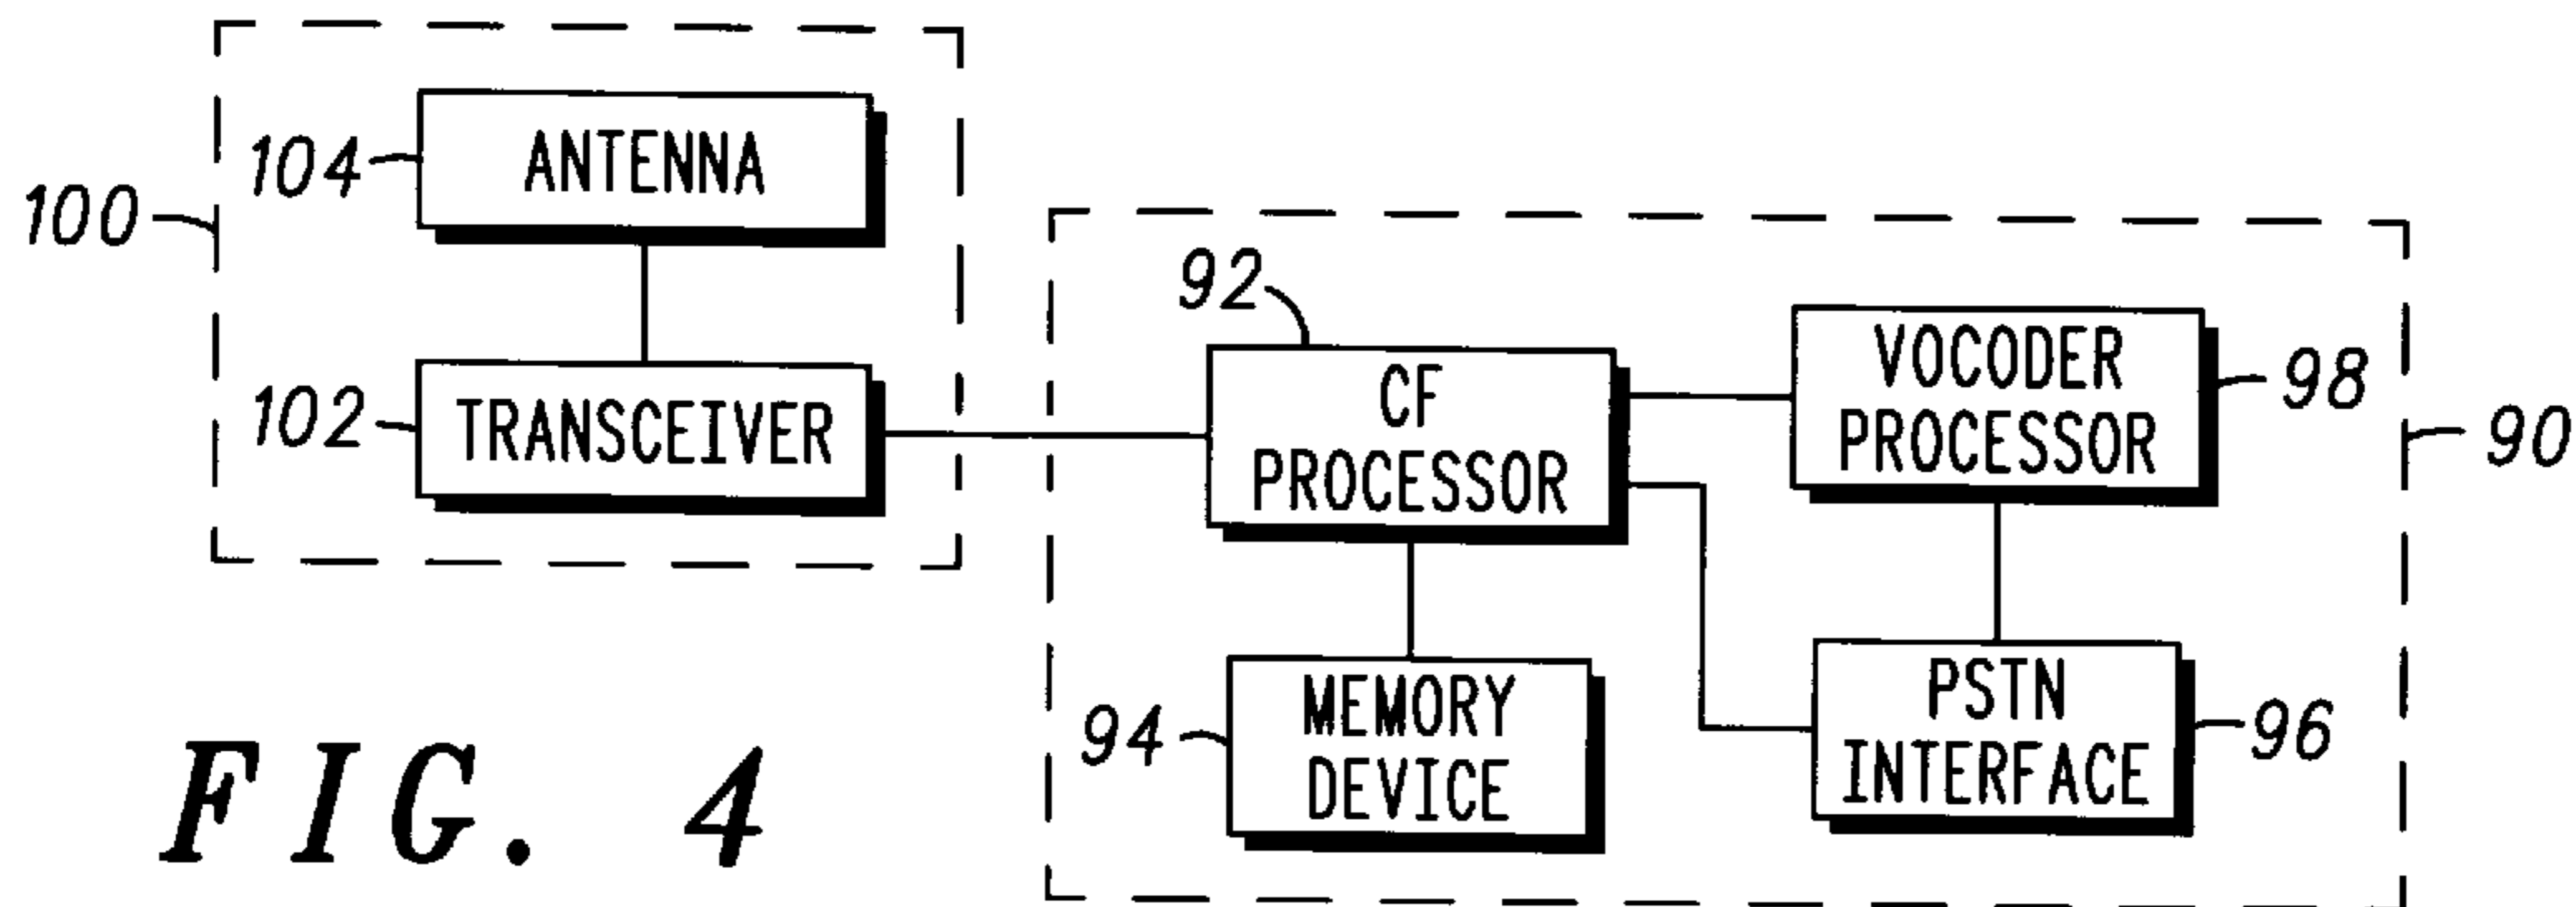 104
ANTENNA
100
102
TRANSCEIVER
92
CF
PROCESSOR
VOCODER
PROCESSOR
98
90
94
MEMORY
DEVICE
PSTN
INTERFACE
96
FIG. 4